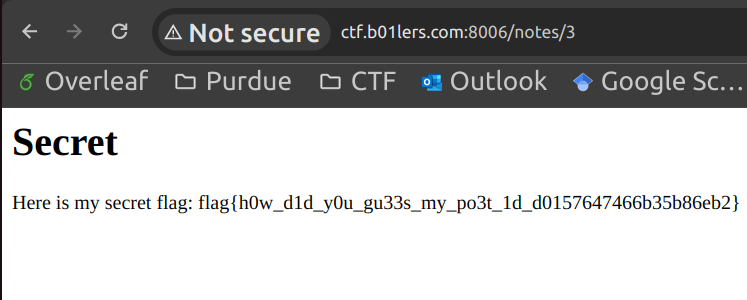 Not secure ctf.b01lers.com:8006/notes/3
Overleaf Purdue CTF Outlook Google Sc...
Secret
Here is my secret flag: flag{h0w_d1d_y0u_gu33s_my_po3t_1d_d0157647466b35b86eb2}